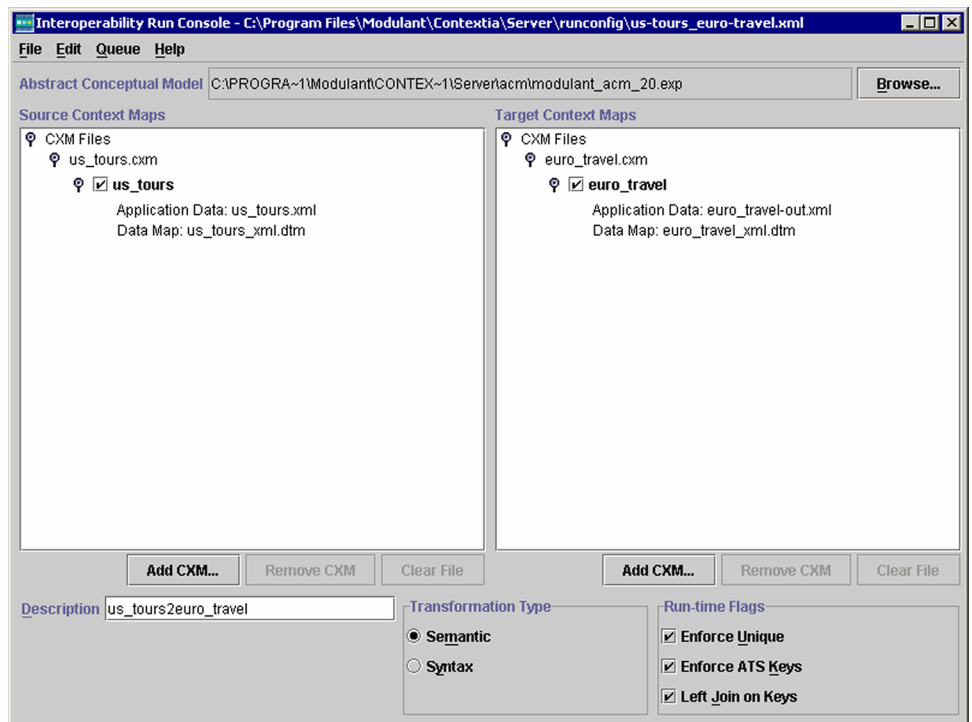 Interoperability Run Console - C:\Program Files\Modulant\Contextia\Server\runconfig\us-tours_euro-travel.xml
File Edit Queue Help
Abstract Conceptual Model C:\PROGRA~1\Modulant\CONTEX~1\Server\acm\modulant_acm_20.exp Browse...
Source Context Maps
CXM Files
us_tours.cxm
us_tours
Application Data: us_tours.xml
Data Map: us_tours_xml.dtm
Add CXM... Remove CXM Clear File
Target Context Maps
CXM Files
euro_travel.cxm
euro_travel
Application Data: euro_travel-out.xml
Data Map: euro_travel_xml.dtm
Add CXM... Remove CXM Clear File
Description us_tours2euro_travel
Transformation Type
Semantic
Syntax
Run-time Flags
Enforce Unique
Enforce ATS Keys
Left Join on Keys